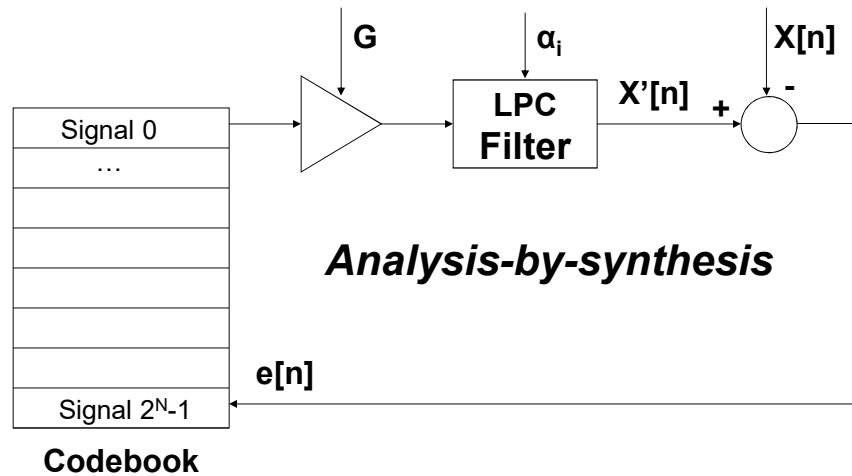 G
αi
X[n]
LPC
Filter
X’[n]
+
-
Signal 0
...
Analysis-by-synthesis
e[n]
Signal 2ᴺ-1
Codebook